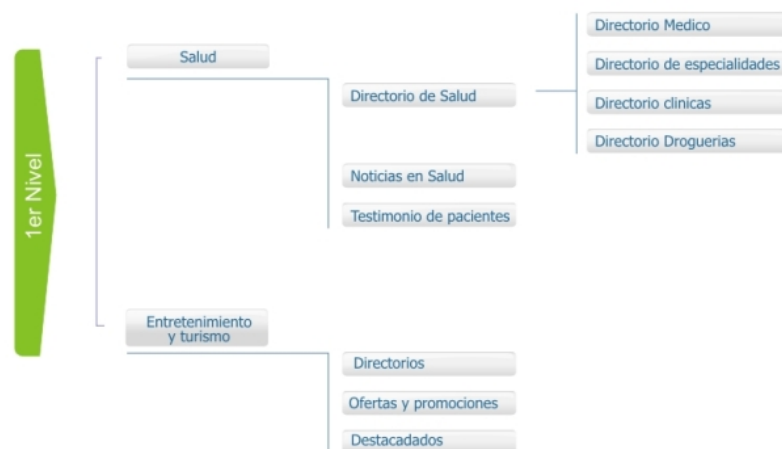 1er Nivel
Salud
Directorio de Salud
Directorio Medico
Directorio de especialidades
Directorio clinicas
Directorio Droguerias
Noticias en Salud
Testimonio de pacientes
Entretenimiento
y turismo
Directorios
Ofertas y promociones
Destacadados